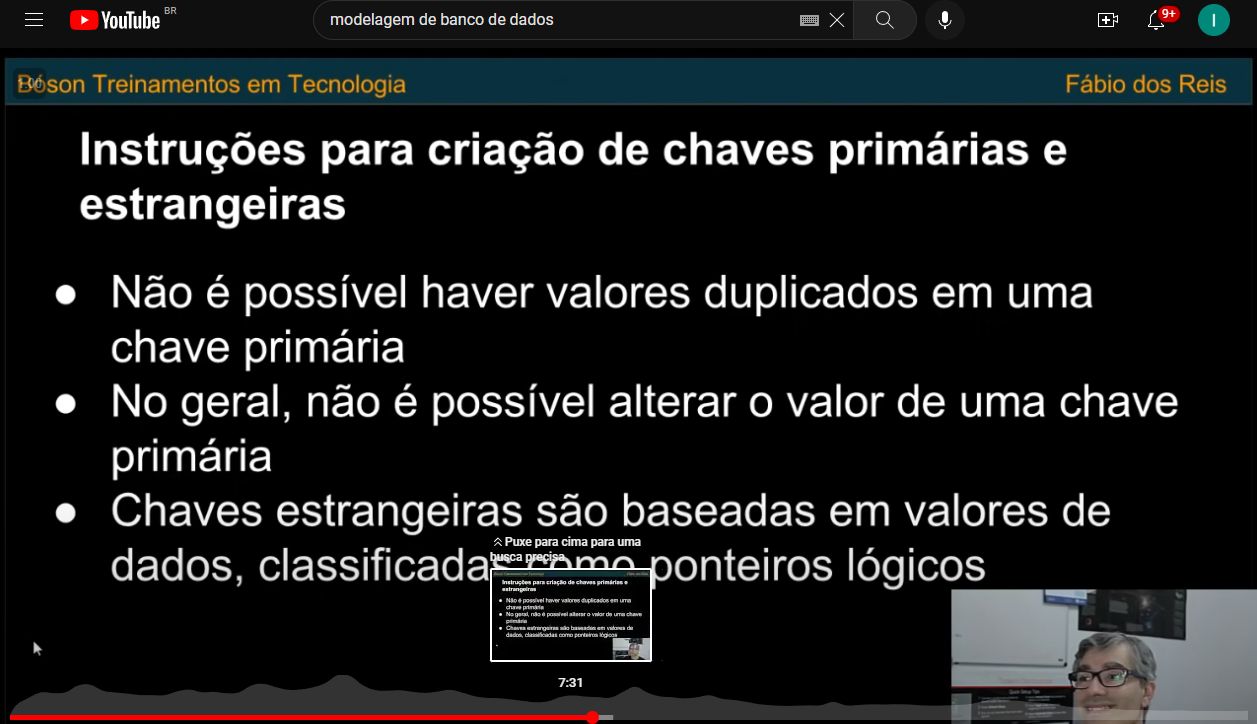 YouTube BR
modelagem de banco de dados
9+
I
1.00
Bóson Treinamentos em Tecnologia
Fábio dos Reis
Instruções para criação de chaves primárias e
estrangeiras
● Não é possível haver valores duplicados em uma
chave primária
● No geral, não é possível alterar o valor de uma chave
primária
● Chaves estrangeiras são baseadas em valores de
dados, classificadas como ponteiros lógicos
Puxe para cima para uma
busca precisa
Instruções para criação de chaves primárias e
estrangeiras
● Não é possível haver valores duplicados em uma
chave primária
● No geral, não é possível alterar o valor de uma chave
primária
● Chaves estrangeiras são baseadas em valores de
dados, classificadas como ponteiros lógicos
7:31